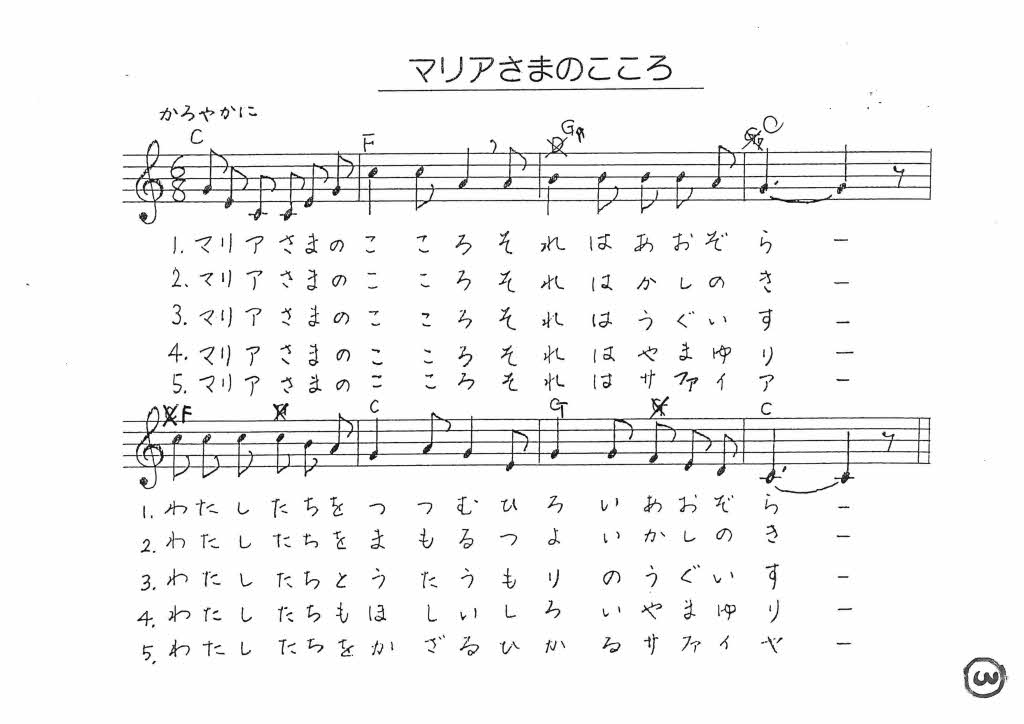 マリアさまのこころ
かろやかに
C F G C
1. マリアさまのこころそれはあおぞらー
2. マリアさまのこころそれはかしのきー
3. マリアさまのこころそれはうぐいすー
4. マリアさまのこころそれはやまゆりー
5. マリアさまのこころそれはサファイアー
F C G C
1. わたしたちをつつむひろいあおぞらー
2. わたしたちをまもるつよいかしのきー
3. わたしたちとうたうもりのうぐいすー
4. わたしたちもほしいしろいやまゆりー
5. わたしたちをかざるひかるサファイヤー
3